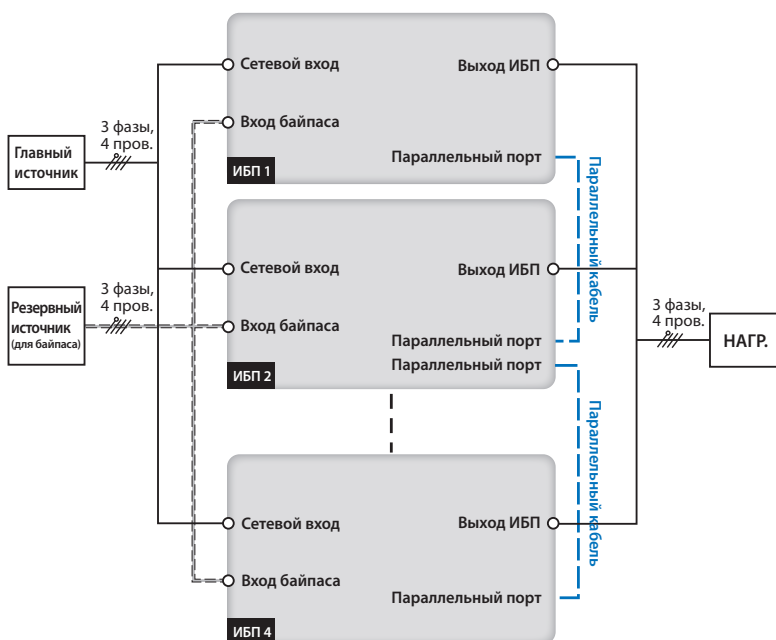 Сетевой вход
Выход ИБП
3 фазы,
4 пров.
Вход байпаса
Главный
источник
Параллельный порт
ИБП 1
Параллельный кабель
Сетевой вход
Выход ИБП
3 фазы,
4 пров.
Резервный
источник
(для байпаса)
Вход байпаса
3 фазы,
4 пров.
НАГР.
Параллельный порт
Параллельный порт
ИБП 2
Параллельный кабель
Сетевой вход
Выход ИБП
Вход байпаса
Параллельный порт
ИБП 4